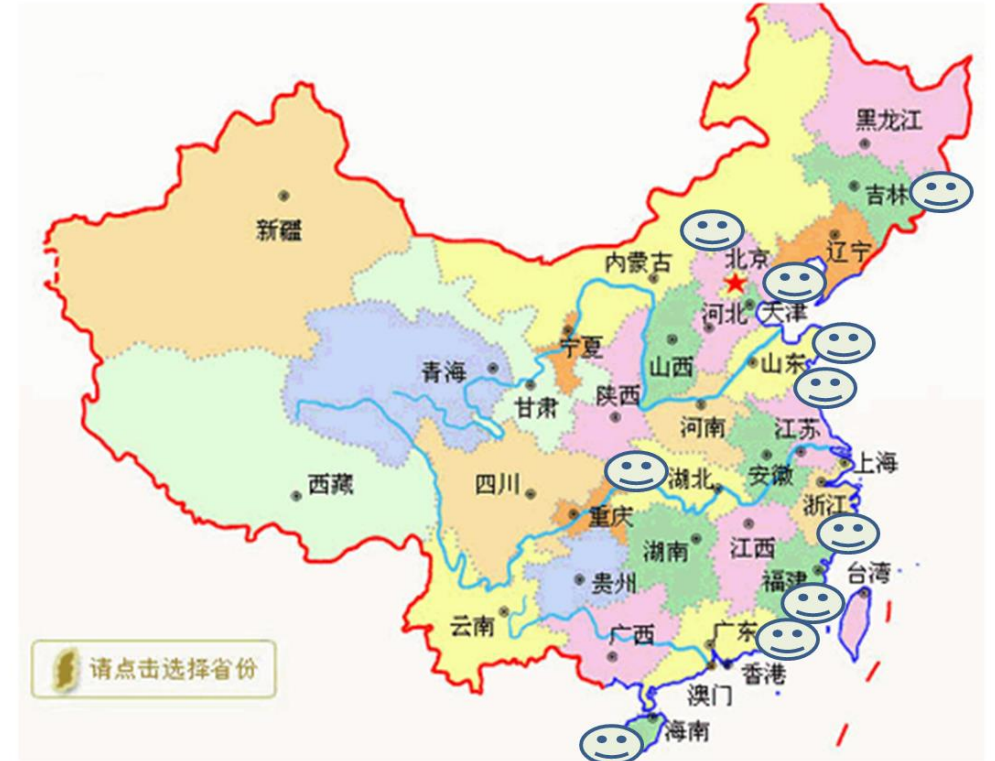 黑龙江
吉林
新疆
北京
辽宁
内蒙古
河北
天津
宁夏
山西
山东
青海
陕西
甘肃
河南
江苏
上海
西藏
四川
湖北
安徽
浙江
重庆
湖南
江西
福建
台湾
贵州
云南
广西
广东
请点击选择省份
香港
澳门
海南